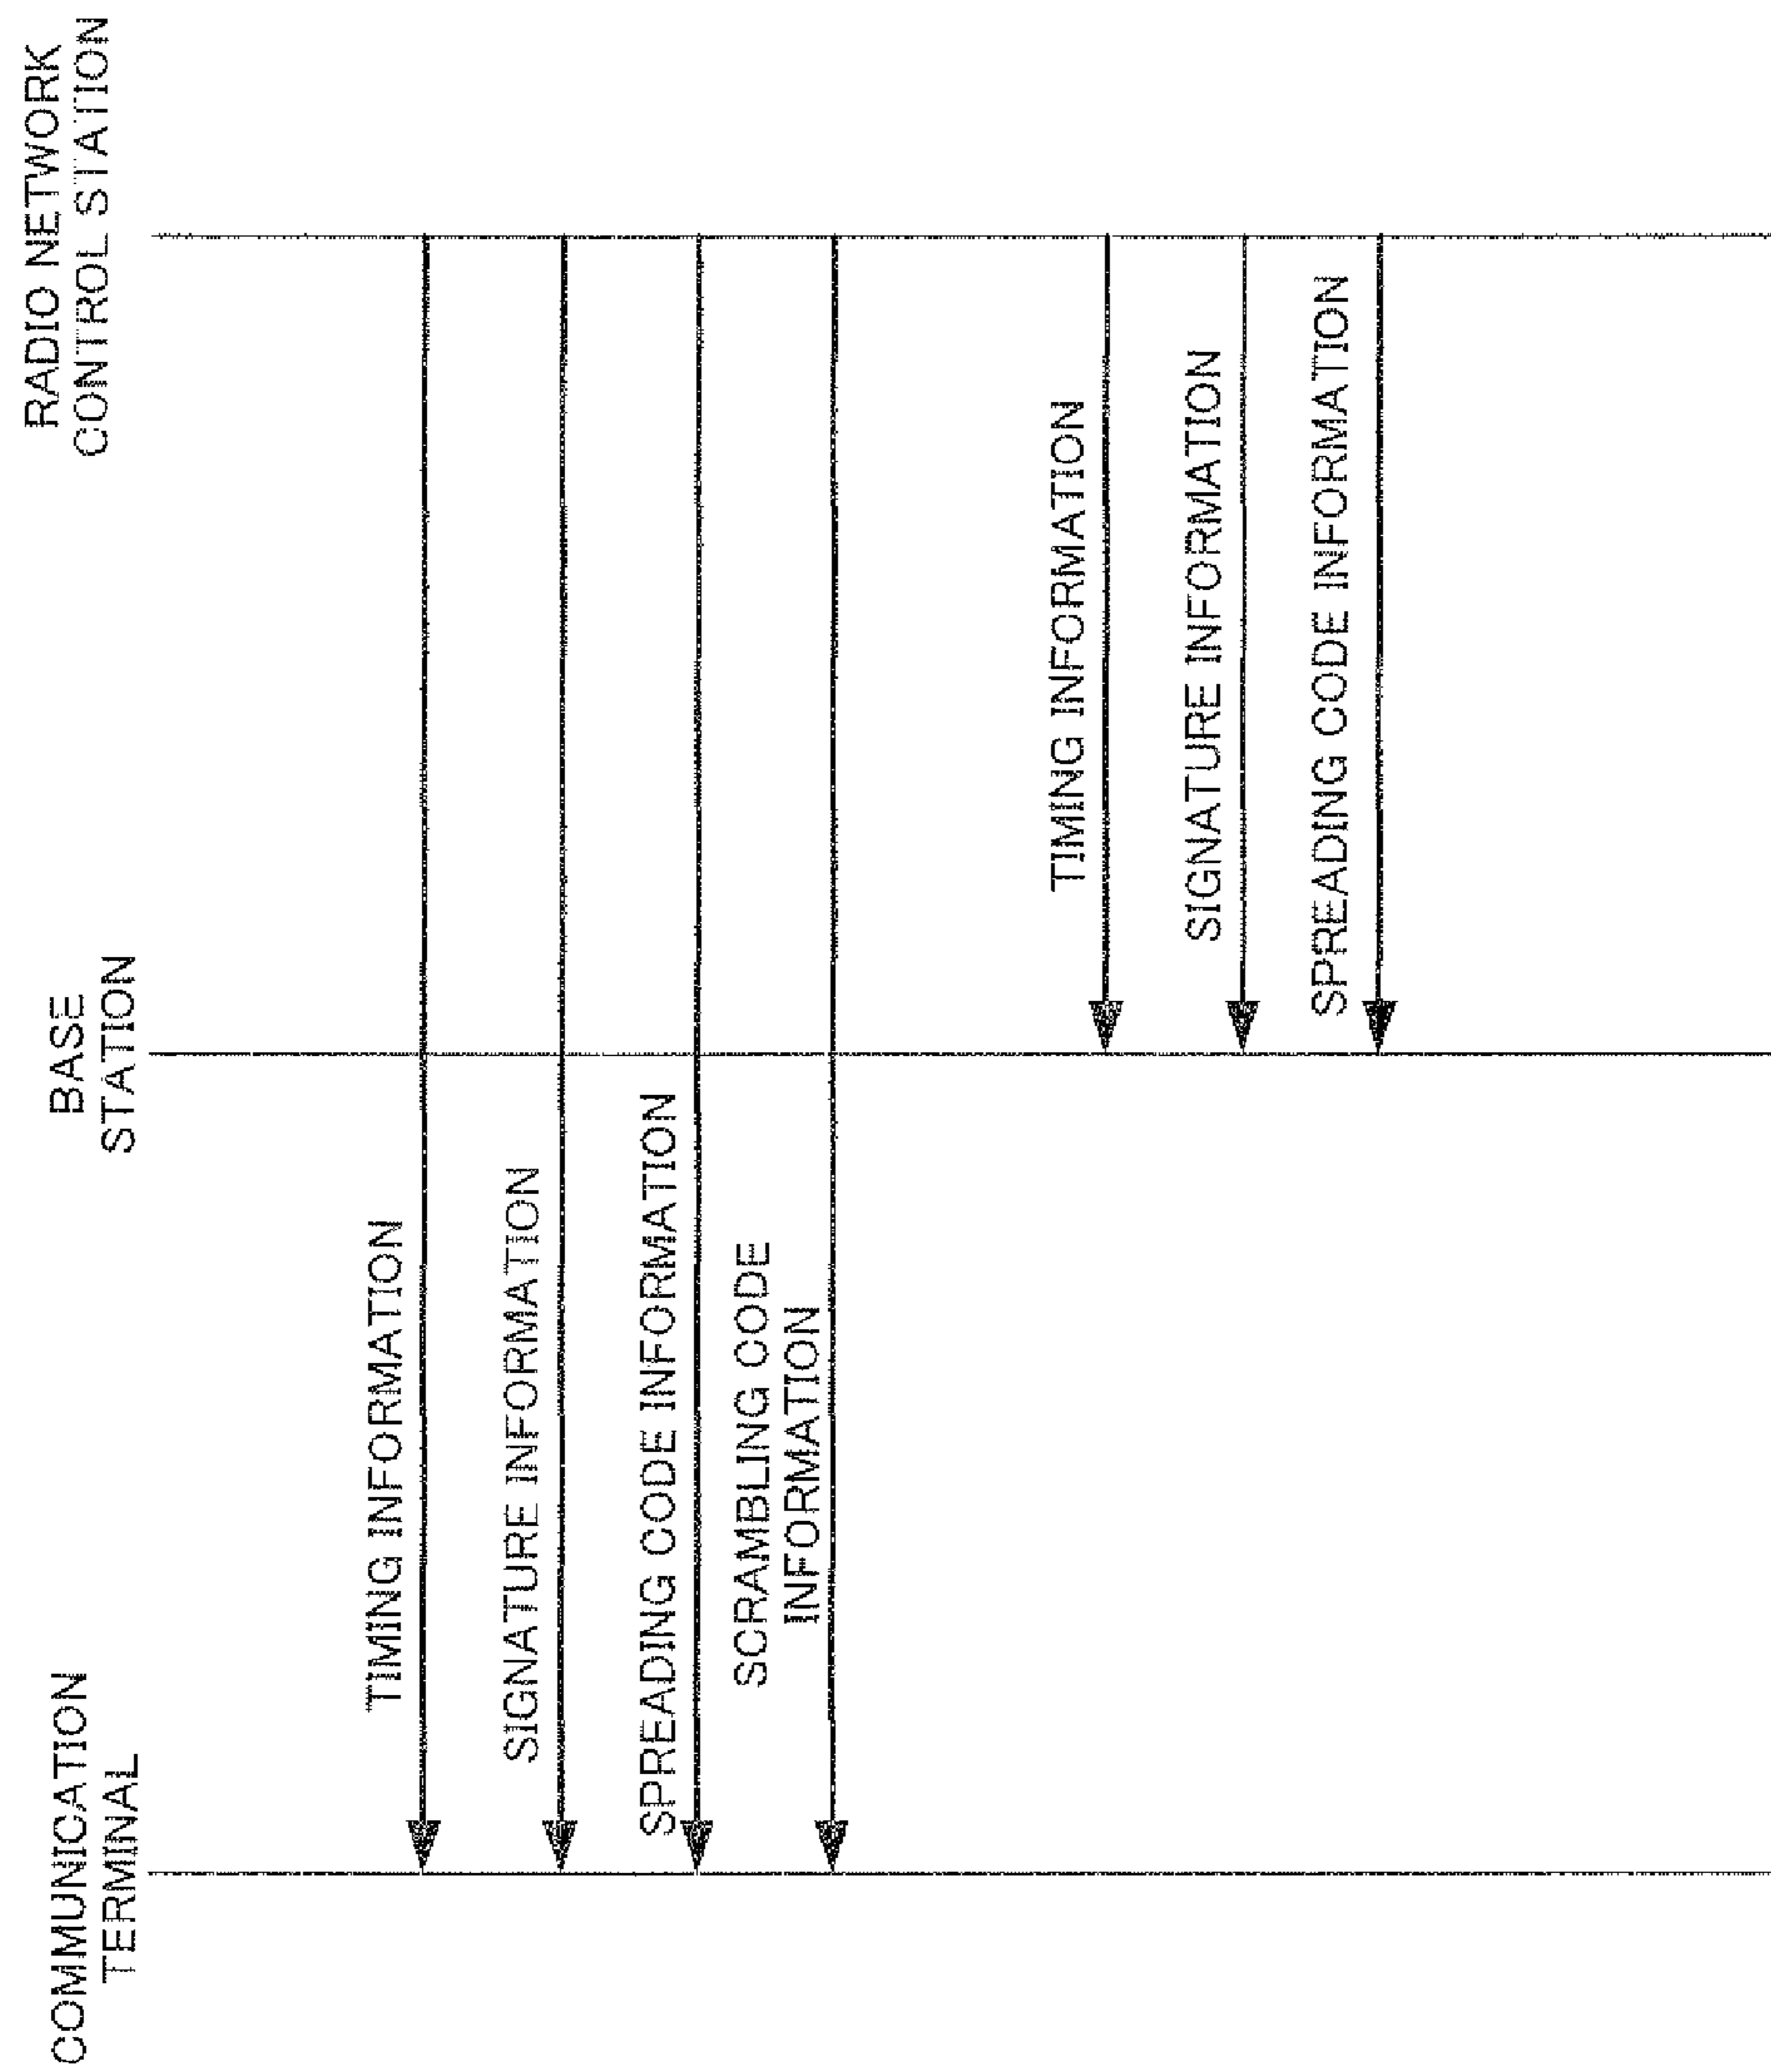 COMMUNICATION
TERMINAL
BASE
STATION
RADIO NETWORK
CONTROL STATION
TIMING INFORMATION
SIGNATURE INFORMATION
SPREADING CODE INFORMATION
SCRAMBLING CODE
INFORMATION
TIMING INFORMATION
SIGNATURE INFORMATION
SPREADING CODE INFORMATION